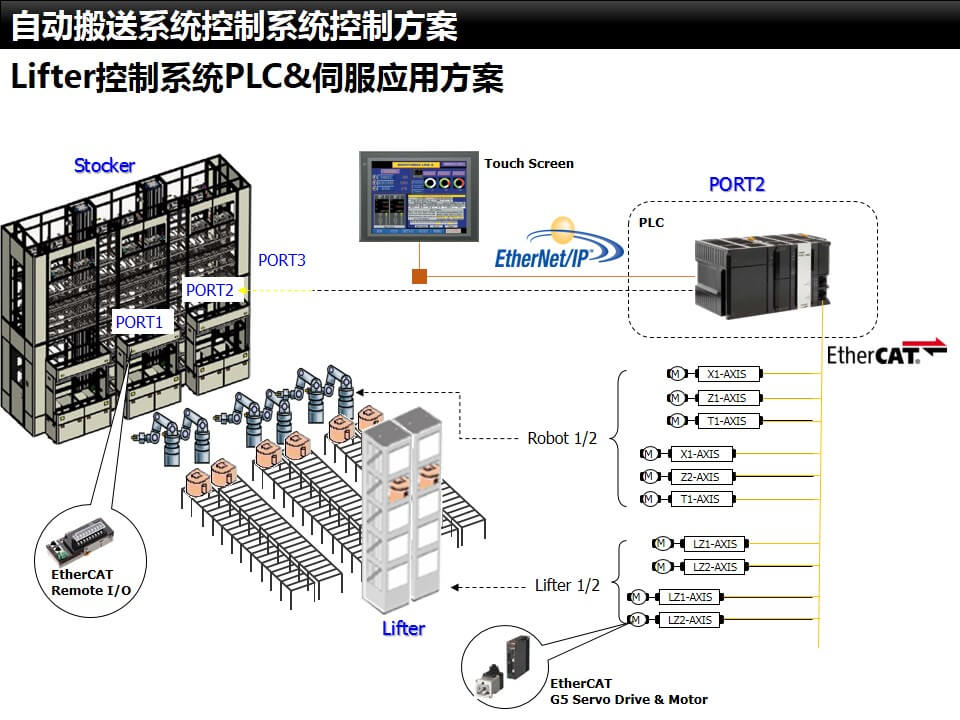 自动搬送系统控制系统控制方案
Lifter控制系统PLC&伺服应用方案
Stocker
Touch Screen
PORT2
PLC
EtherNet/IP
PORT3
PORT2
PORT1
EtherCAT
M X1-AXIS
M Z1-AXIS
M T1-AXIS
Robot 1/2
M X1-AXIS
M Z2-AXIS
M T1-AXIS
M LZ1-AXIS
M LZ2-AXIS
Lifter 1/2
M LZ1-AXIS
M LZ2-AXIS
EtherCAT
Remote I/O
Lifter
EtherCAT
G5 Servo Drive & Motor